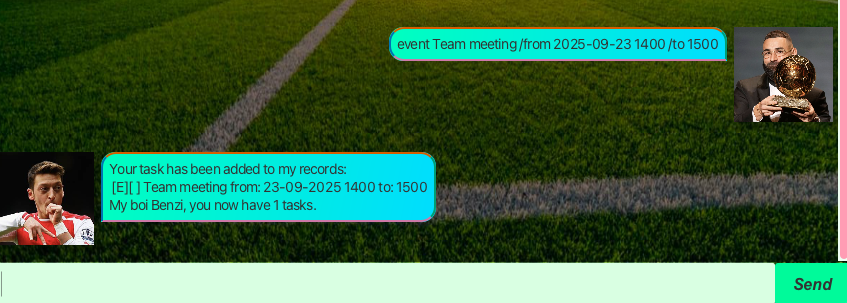 event Team meeting /from 2025-09-23 1400 /to 1500
Your task has been added to my records:
[E][ ] Team meeting from: 23-09-2025 1400 to: 1500
My boi Benzi, you now have 1 tasks.
Send